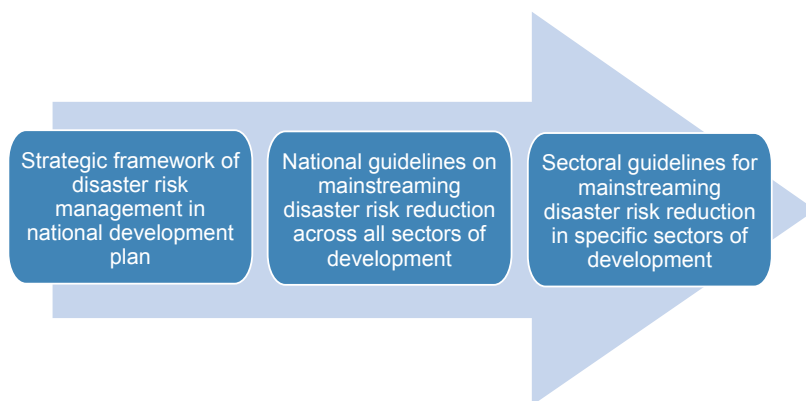 Strategic framework of
disaster risk
management in
national development
plan
National guidelines on
mainstreaming
disaster risk reduction
across all sectors of
development
Sectoral guidelines for
mainstreaming
disaster risk reduction
in specific sectors of
development